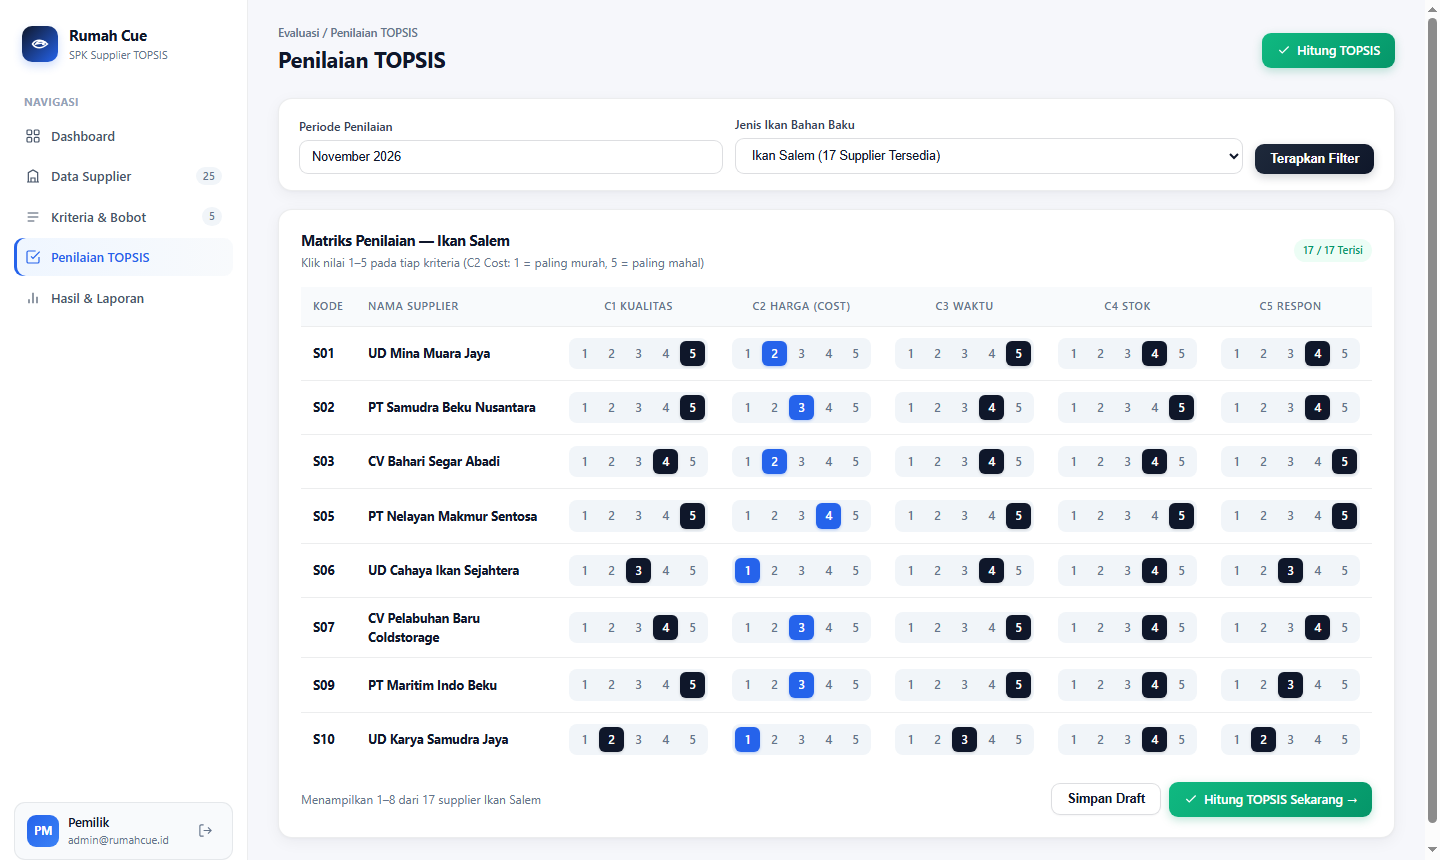 Rumah Cue
SPK Supplier TOPSIS
NAVIGASI
Dashboard
Data Supplier 25
Kriteria & Bobot 5
Penilaian TOPSIS
Hasil & Laporan
PM
Pemilik
admin@rumahcue.id
Evaluasi / Penilaian TOPSIS
Penilaian TOPSIS
Hitung TOPSIS
Periode Penilaian
November 2026
Jenis Ikan Bahan Baku
Ikan Salem (17 Supplier Tersedia)
Terapkan Filter
Matriks Penilaian — Ikan Salem
Klik nilai 1–5 pada tiap kriteria (C2 Cost: 1 = paling murah, 5 = paling mahal)
17 / 17 Terisi
KODE NAMA SUPPLIER C1 KUALITAS C2 HARGA (COST) C3 WAKTU C4 STOK C5 RESPON
S01 UD Mina Muara Jaya 1 2 3 4 5 1 2 3 4 5 1 2 3 4 5 1 2 3 4 5 1 2 3 4 5
S02 PT Samudra Beku Nusantara 1 2 3 4 5 1 2 3 4 5 1 2 3 4 5 1 2 3 4 5 1 2 3 4 5
S03 CV Bahari Segar Abadi 1 2 3 4 5 1 2 3 4 5 1 2 3 4 5 1 2 3 4 5 1 2 3 4 5
S05 PT Nelayan Makmur Sentosa 1 2 3 4 5 1 2 3 4 5 1 2 3 4 5 1 2 3 4 5 1 2 3 4 5
S06 UD Cahaya Ikan Sejahtera 1 2 3 4 5 1 2 3 4 5 1 2 3 4 5 1 2 3 4 5 1 2 3 4 5
S07 CV Pelabuhan Baru
Coldstorage 1 2 3 4 5 1 2 3 4 5 1 2 3 4 5 1 2 3 4 5 1 2 3 4 5
S09 PT Maritim Indo Beku 1 2 3 4 5 1 2 3 4 5 1 2 3 4 5 1 2 3 4 5 1 2 3 4 5
S10 UD Karya Samudra Jaya 1 2 3 4 5 1 2 3 4 5 1 2 3 4 5 1 2 3 4 5 1 2 3 4 5
Menampilkan 1–8 dari 17 supplier Ikan Salem
Simpan Draft
Hitung TOPSIS Sekarang →